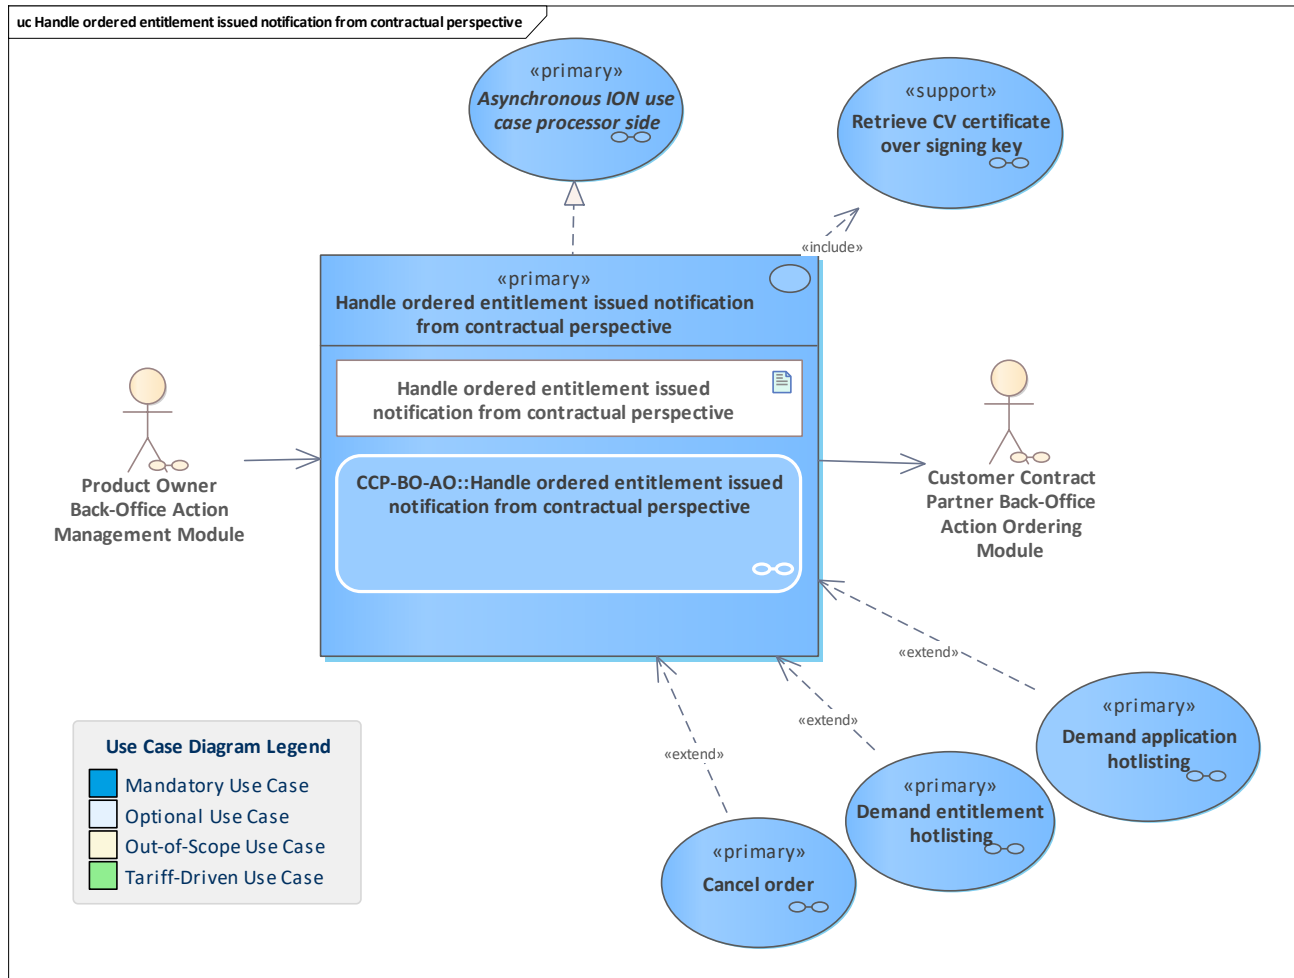 uc Handle ordered entitlement issued notification from contractual perspective
«primary»
Asynchronous ION use
case processor side
«support»
Retrieve CV certificate
over signing key
«include»
«primary»
Handle ordered entitlement issued notification
from contractual perspective
Handle ordered entitlement issued
notification from contractual perspective
CCP-BO-AO::Handle ordered entitlement issued
notification from contractual perspective
Product Owner
Back-Office Action
Management Module
Customer Contract
Partner Back-Office
Action Ordering
Module
«extend»
«extend»
«extend»
«primary»
Demand application
hotlisting
«primary»
Demand entitlement
hotlisting
«primary»
Cancel order
Use Case Diagram Legend
Mandatory Use Case
Optional Use Case
Out-of-Scope Use Case
Tariff-Driven Use Case